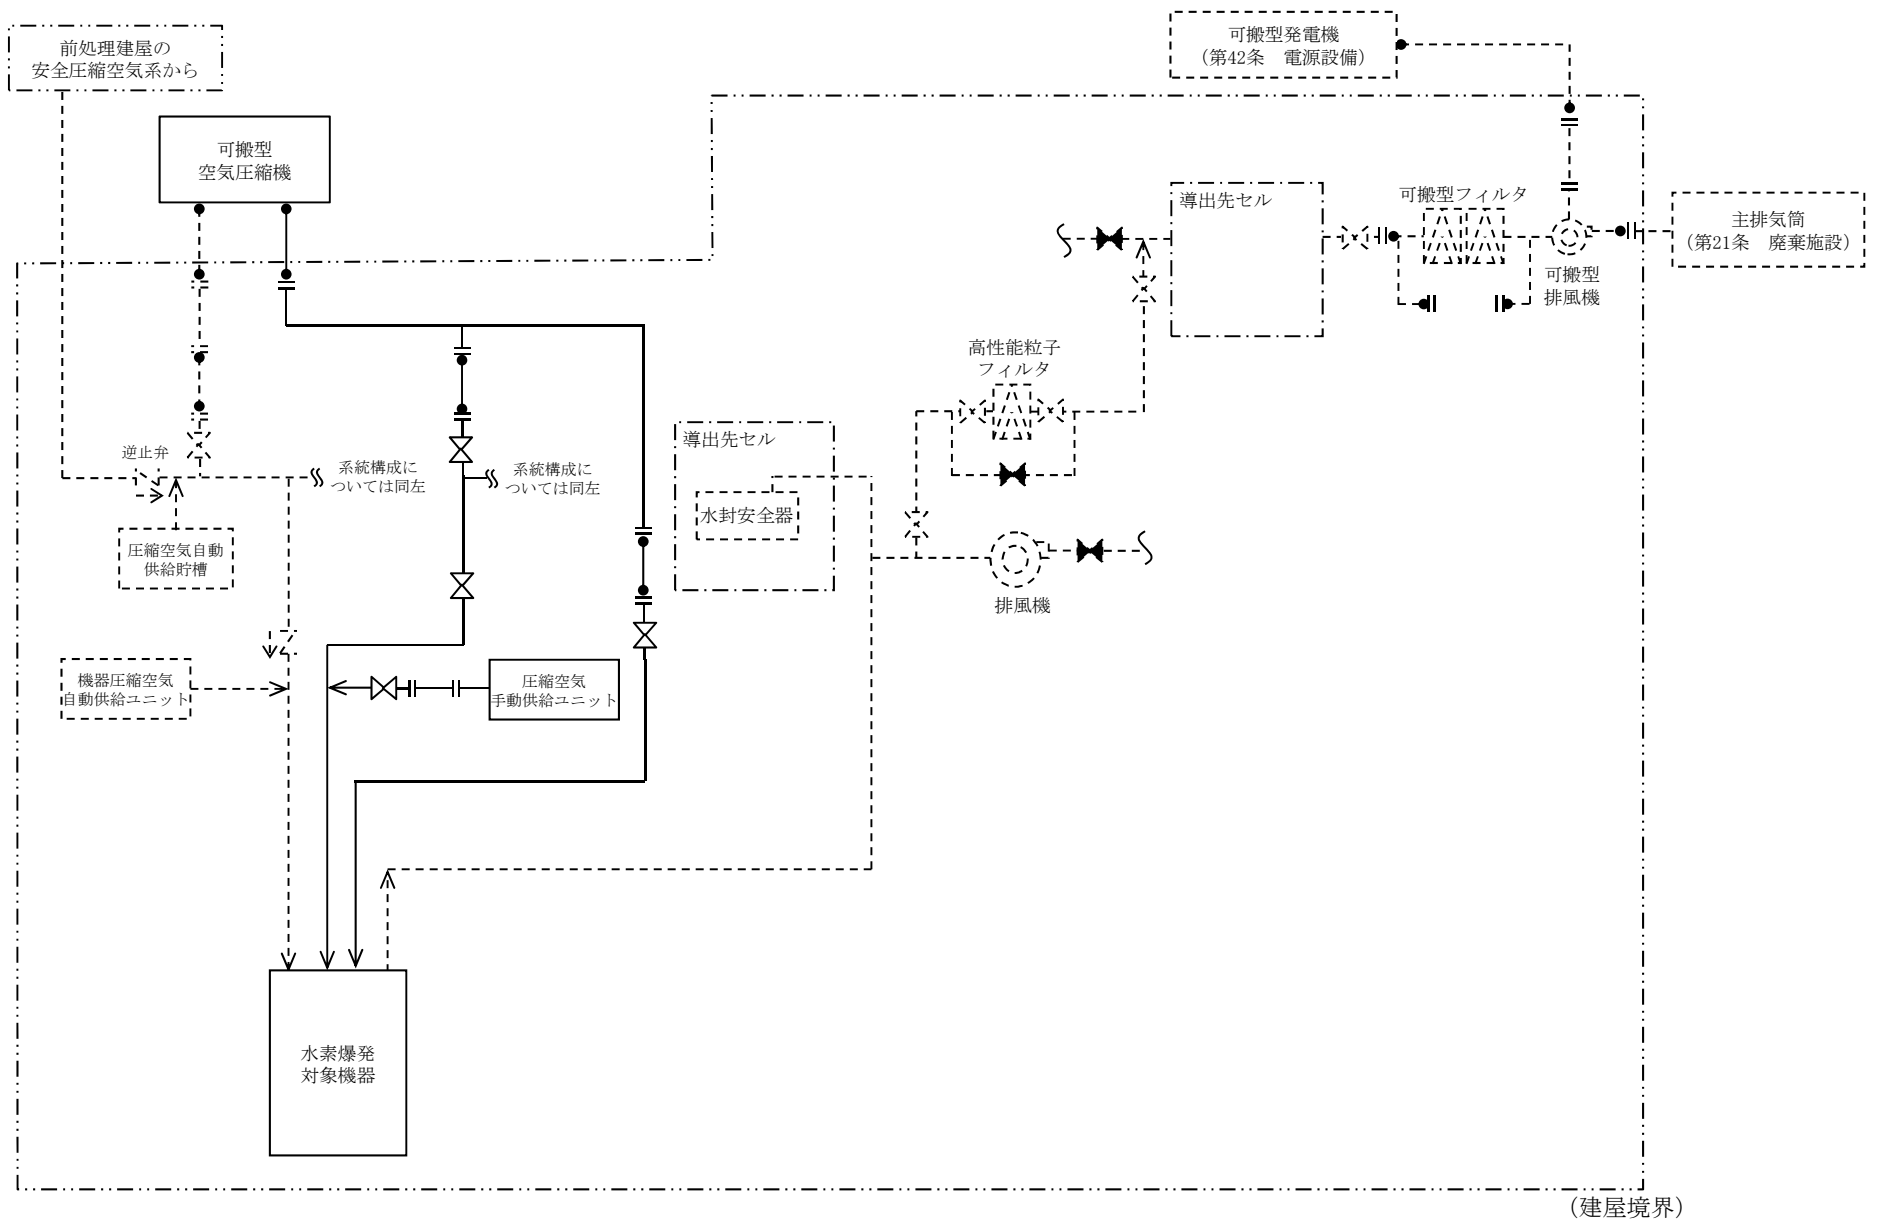 前処理建屋の
安全圧縮空気系から
可搬型発電機
（第42条　電源設備）
可搬型
空気圧縮機
導出先セル
可搬型フィルタ
主排気筒
（第21条　廃棄施設）
可搬型
排風機
高性能粒子
フィルタ
導出先セル
水封安全器
逆止弁
系統構成に
ついては同左
系統構成に
ついては同左
圧縮空気自動
供給貯槽
排風機
機器圧縮空気
自動供給ユニット
圧縮空気
手動供給ユニット
水素爆発
対象機器
（建屋境界）